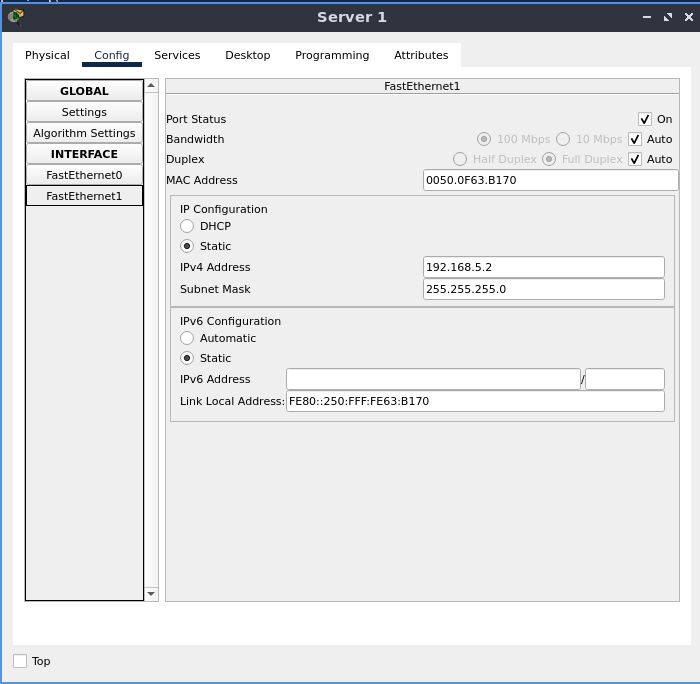 Server 1
Physical Config Services Desktop Programming Attributes
GLOBAL
Settings
Algorithm Settings
INTERFACE
FastEthernet0
FastEthernet1
FastEthernet1
Port Status On
Bandwidth 100 Mbps 10 Mbps Auto
Duplex Half Duplex Full Duplex Auto
MAC Address 0050.0F63.B170
IP Configuration
DHCP
Static
IPv4 Address 192.168.5.2
Subnet Mask 255.255.255.0
IPv6 Configuration
Automatic
Static
IPv6 Address /
Link Local Address: FE80::250:FFF:FE63:B170
Top